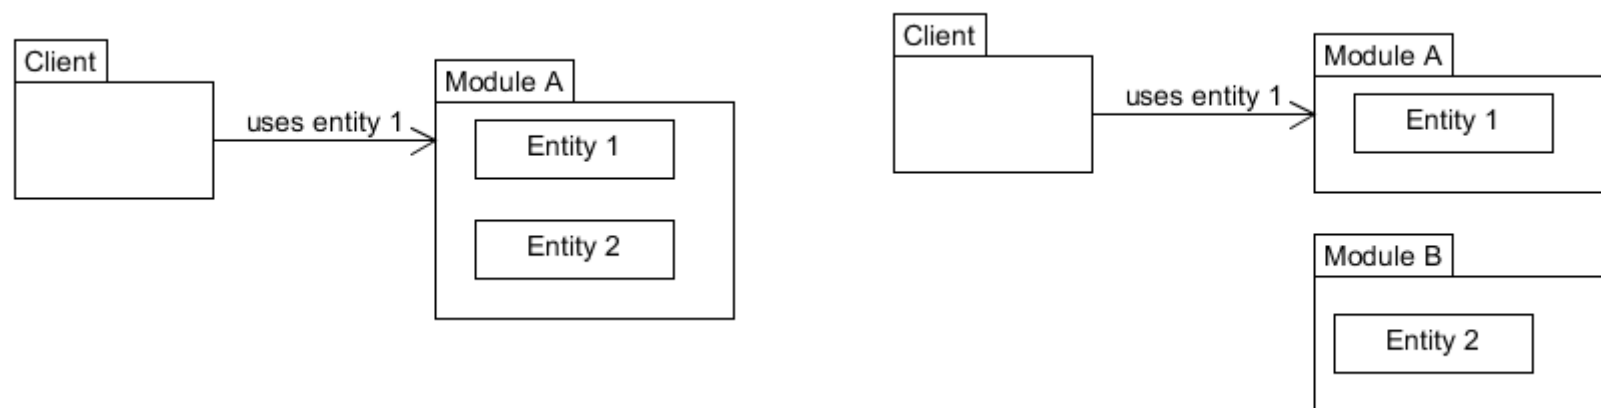 Client
uses entity 1
Module A
Entity 1
Entity 2
Client
uses entity 1
Module A
Entity 1
Module B
Entity 2